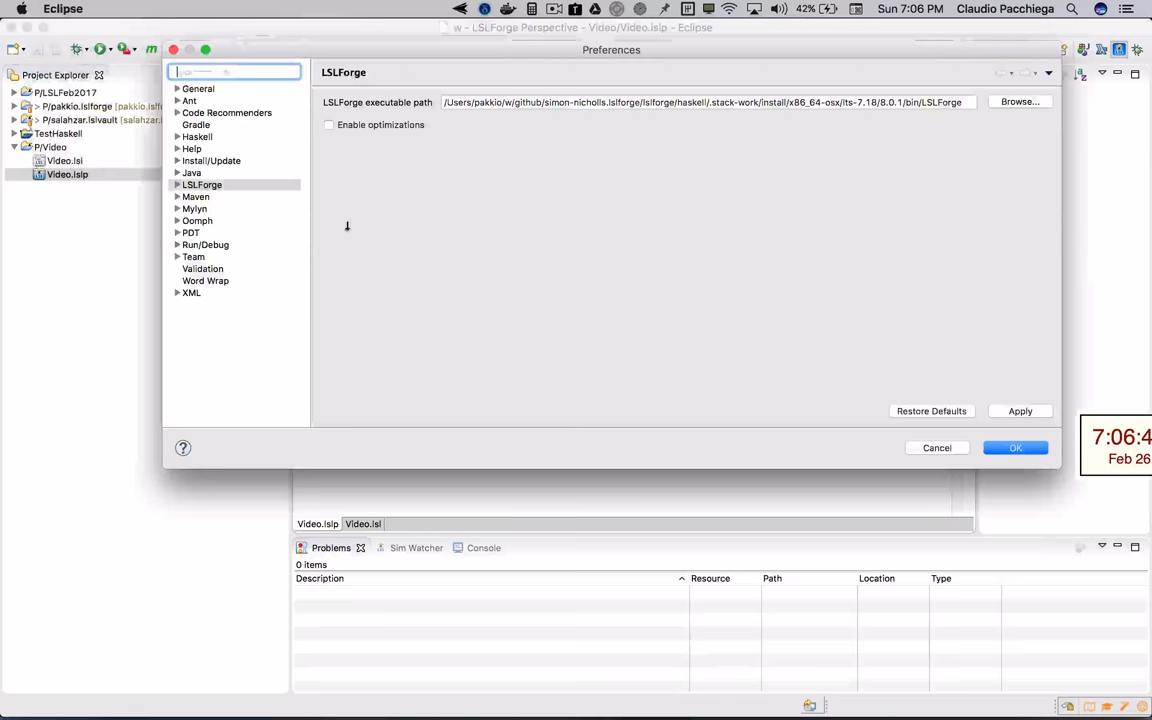 Eclipse
42%
Sun 7:06 PM
Claudio Pacchiega
w - LSLForge Perspective - Video/Video.lslp - Eclipse
Preferences
Project Explorer
P/LSLFeb2017
> P/pakkio.lslforge [pakkio.lslfo
> P/salahzar.lslvault [salahzar.
TestHaskell
P/Video
Video.lsl
Video.lslp
General
Ant
Code Recommenders
Gradle
Haskell
Help
Install/Update
Java
LSLForge
Maven
Mylyn
Oomph
PDT
Run/Debug
Team
Validation
Word Wrap
XML
LSLForge
LSLForge executable path
/Users/pakkio/w/github/simon-nicholls.lslforge/lslforge/haskell/.stack-work/install/x86_64-osx/lts-7.18/8.0.1/bin/LSLForge
Browse...
Enable optimizations
Restore Defaults
Apply
?
Cancel
OK
7:06:4
Feb 26
Video.lslp
Video.lsl
Problems
Sim Watcher
Console
0 items
Description
Resource
Path
Location
Type